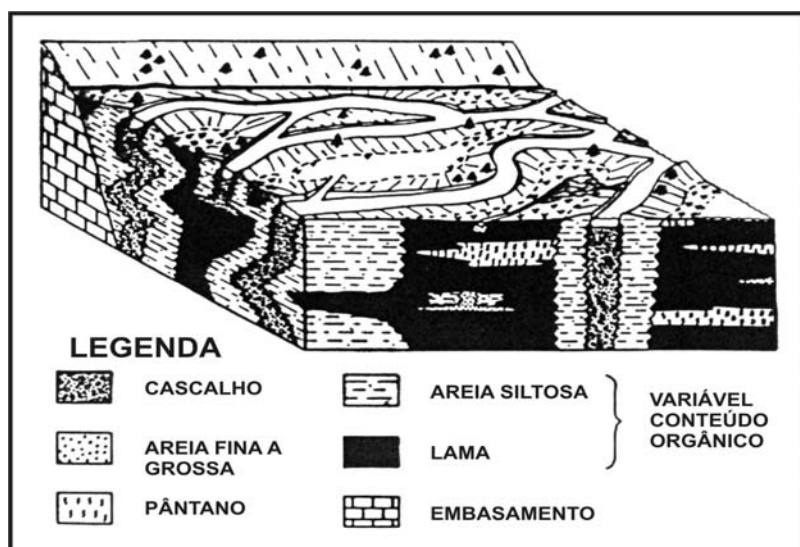 LEGENDA
CASCALHO
AREIA FINA A
GROSSA
PÂNTANO
AREIA SILTOSA
LAMA
EMBASAMENTO
VARIÁVEL
CONTEÚDO
ORGÂNICO